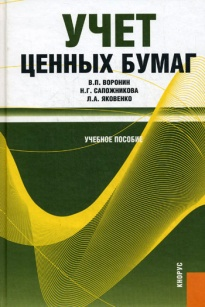 УЧЕТ
ЦЕННЫХ БУМАГ
В.П. ВОРОНИН
Н.Г. САПОЖНИКОВА
Л.А. ЯКОВЕНКО
УЧЕБНОЕ ПОСОБИЕ
КНОРУС